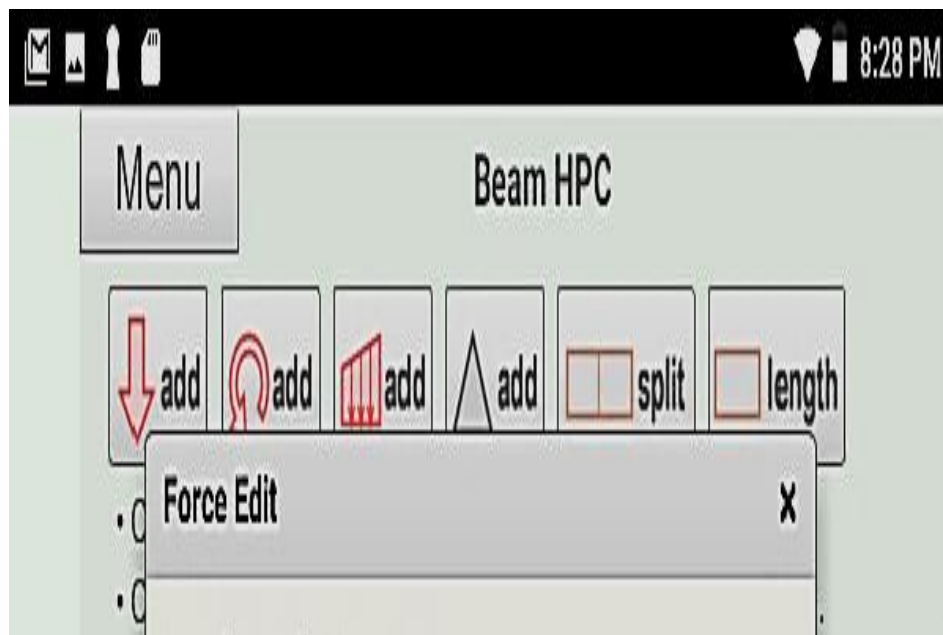 8:28 PM
Menu
Beam HPC
add add add add split length
Force Edit x